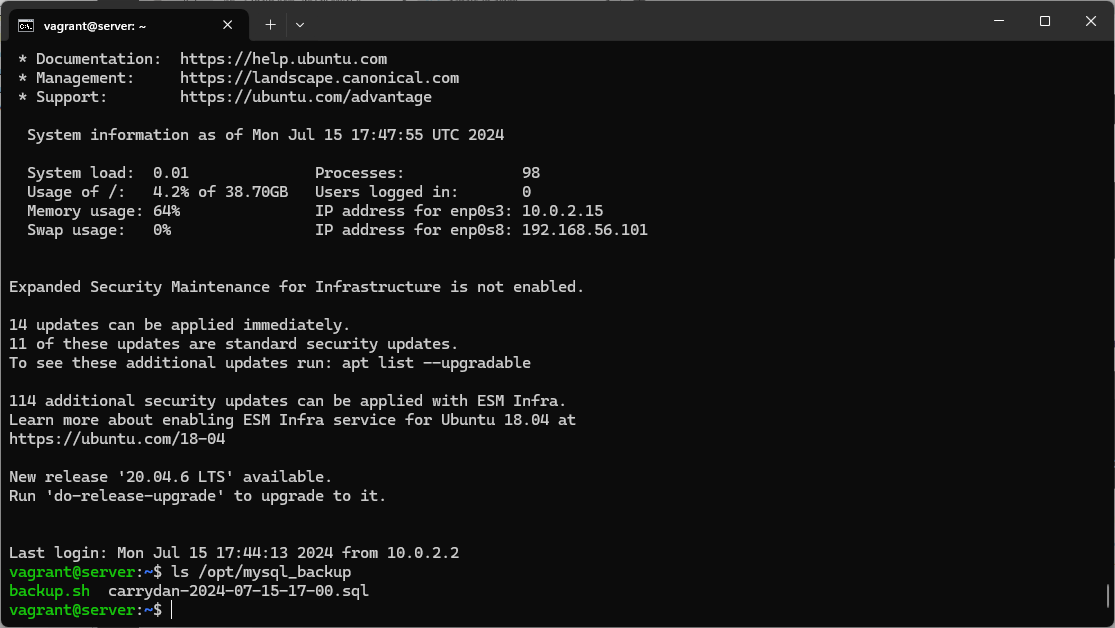 vagrant@server: ~
* Documentation:  https://help.ubuntu.com
* Management:     https://landscape.canonical.com
* Support:        https://ubuntu.com/advantage
System information as of Mon Jul 15 17:47:55 UTC 2024
System load:  0.01              Processes:             98
Usage of /:   4.2% of 38.70GB   Users logged in:       0
Memory usage: 64%               IP address for enp0s3: 10.0.2.15
Swap usage:   0%                IP address for enp0s8: 192.168.56.101
Expanded Security Maintenance for Infrastructure is not enabled.
14 updates can be applied immediately.
11 of these updates are standard security updates.
To see these additional updates run: apt list --upgradable
114 additional security updates can be applied with ESM Infra.
Learn more about enabling ESM Infra service for Ubuntu 18.04 at
https://ubuntu.com/18-04
New release '20.04.6 LTS' available.
Run 'do-release-upgrade' to upgrade to it.
Last login: Mon Jul 15 17:44:13 2024 from 10.0.2.2
vagrant@server:~$ ls /opt/mysql_backup
backup.sh  carrydan-2024-07-15-17-00.sql
vagrant@server:~$